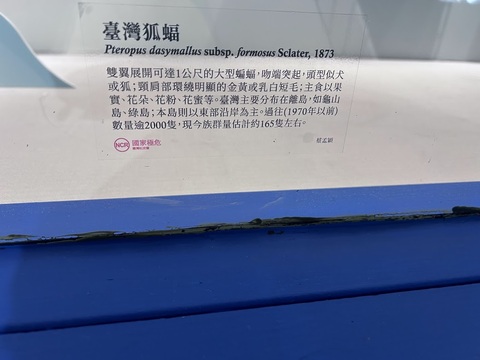 臺灣狐蝠
Pteropus dasymallus subsp. formosus Sclater, 1873
雙翼展開可達1公尺的大型蝙蝠，吻端突起，頭型似犬
或狐；頸肩部環繞明顯的金黃或乳白短毛；主食以果
實、花朵、花粉、花蜜等。臺灣主要分布在離島，如龜山
島、綠島；本島則以東部沿岸為主。過往(1970年以前)
數量逾2000隻，現今族群量估計約165隻左右。
NCR 國家極危